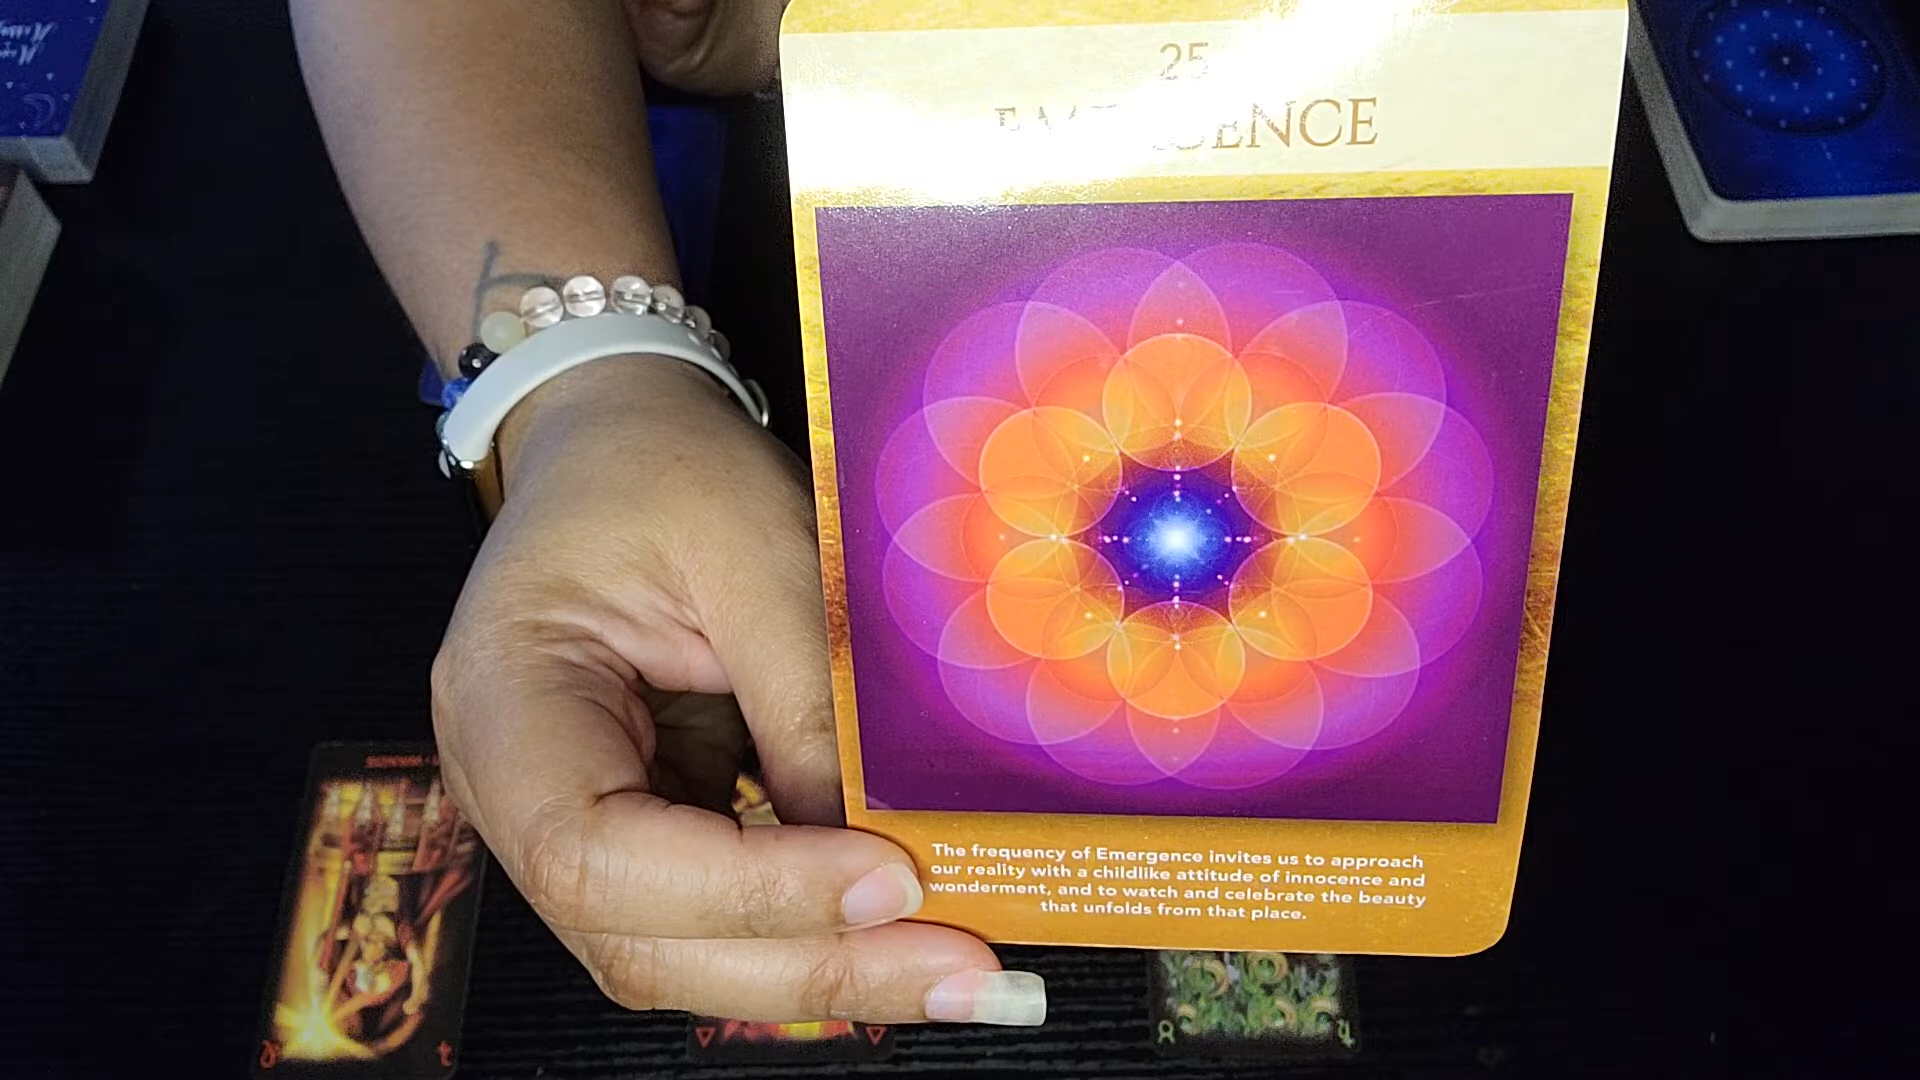 25
The frequency of Emergence invites us to approach
our reality with a childlike attitude of innocence and
wonderment, and to watch and celebrate the beauty
that unfolds from that place.